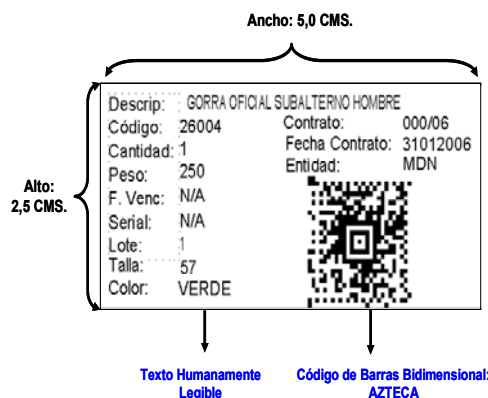 Ancho: 5,0 CMS.
Descrip: GORRA OFICIAL SUBALTERNO HOMBRE
Código: 26004 Contrato: 000/06
Cantidad: 1 Fecha Contrato: 31012006
Peso: 250 Entidad: MDN
Alto:
2,5 CMS.
F. Venc: N/A
Serial: N/A
Lote: 1
Talla: 57
Color: VERDE
Texto Humanamente
Legible
Código de Barras Bidimensional:
AZTECA